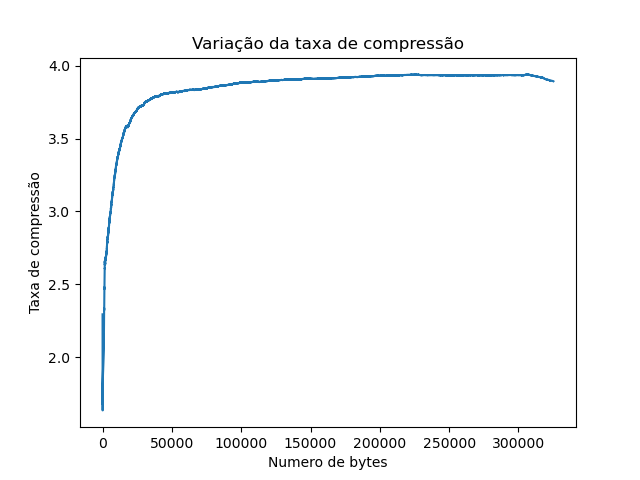 Variação da taxa de compressão
4.0
3.5
3.0
2.5
2.0
Taxa de compressão
0 50000 100000 150000 200000 250000 300000
Numero de bytes